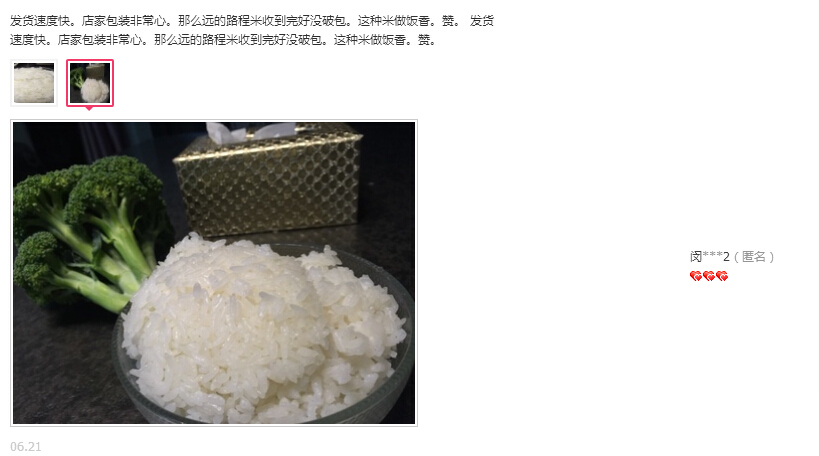 发货速度快。店家包装非常心。那么远的路程米收到完好没破包。这种米做饭香。赞。 发货
速度快。店家包装非常心。那么远的路程米收到完好没破包。这种米做饭香。赞。
闵***2（匿名）
06.21